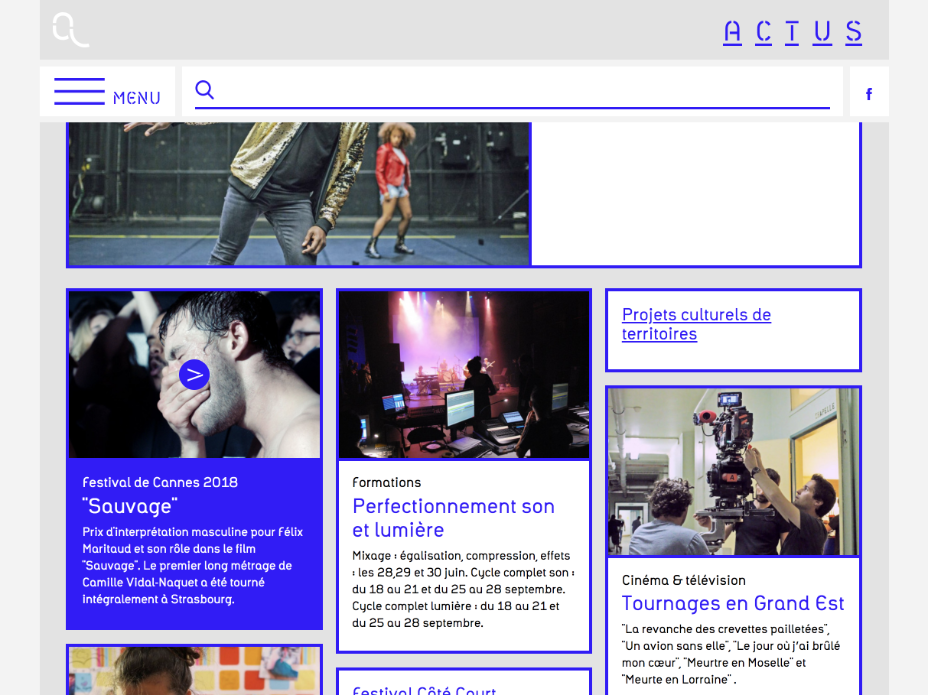 ACTUS
MENU
f
Projets culturels de
territoires
Festival de Cannes 2018
"Sauvage"
Prix d'interprétation masculine pour Félix
Maritaud et son rôle dans le film
"Sauvage". Le premier long métrage de
Camille Vidal-Naquet a été tourné
intégralement à Strasbourg.
Formations
Perfectionnement son
et lumière
Mixage : égalisation, compression, effets
: les 28,29 et 30 juin. Cycle complet son :
du 18 au 21 et du 25 au 28 septembre.
Cycle complet lumière : du 18 au 21 et
du 25 au 28 septembre.
Cinéma & télévision
Tournages en Grand Est
"La revanche des crevettes pailletées",
"Un avion sans elle", "Le jour où j'ai brûlé
mon cœur", "Meurtre en Moselle" et
"Meurte en Lorraine" .
Festival Côté Court